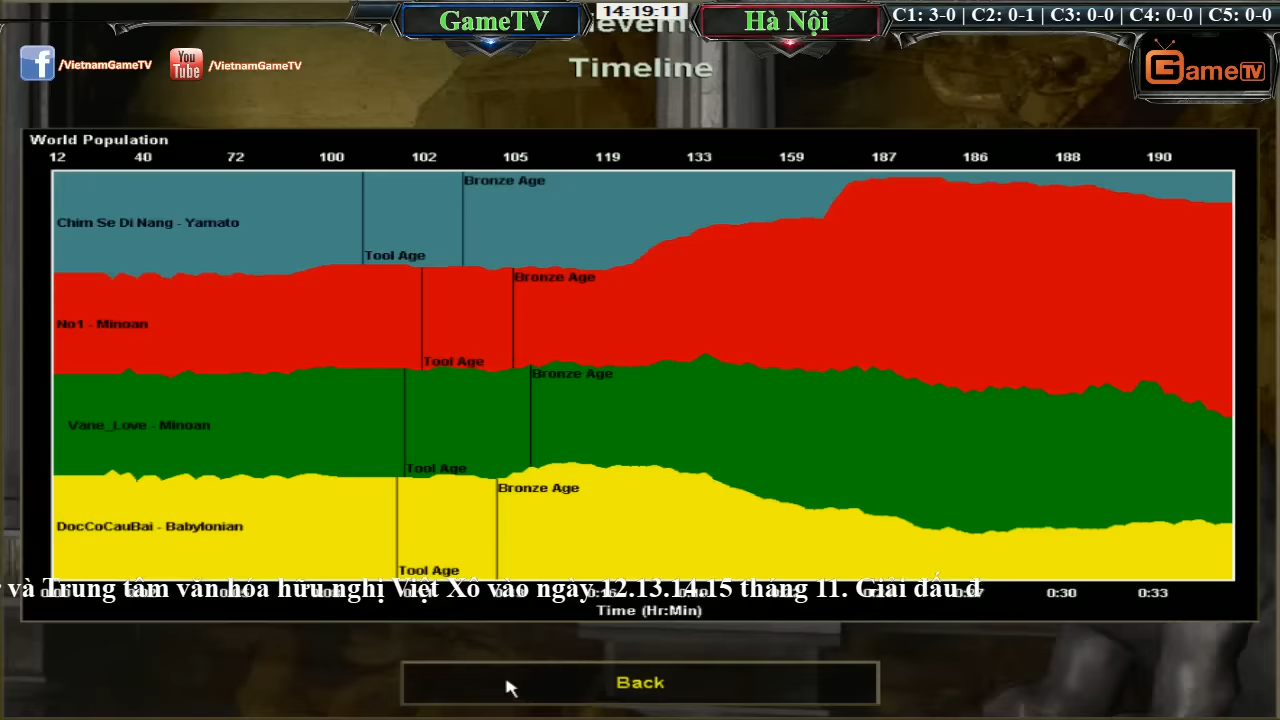 GameTV
14:19:11
Hà Nội
C1: 3-0 | C2: 0-1 | C3: 0-0 | C4: 0-0 | C5: 0-0
/VietnamGameTV
You Tube /VietnamGameTV
GameTV
Timeline
World Population
12 40 72 100 102 105 119 133 159 187 186 188 190
Bronze Age
Chim Se Di Nang - Yamato
Tool Age
Bronze Age
No1 - Minoan
Tool Age
Bronze Age
Vane_Love - Minoan
Tool Age
Bronze Age
DocCoCauBai - Babylonian
Tool Age
và Trung tâm văn hóa hữu nghị Việt Xô vào ngày 12.13.14.15 tháng 11. Giải đấu đ
0:30 0:33
Time (Hr:Min)
Back